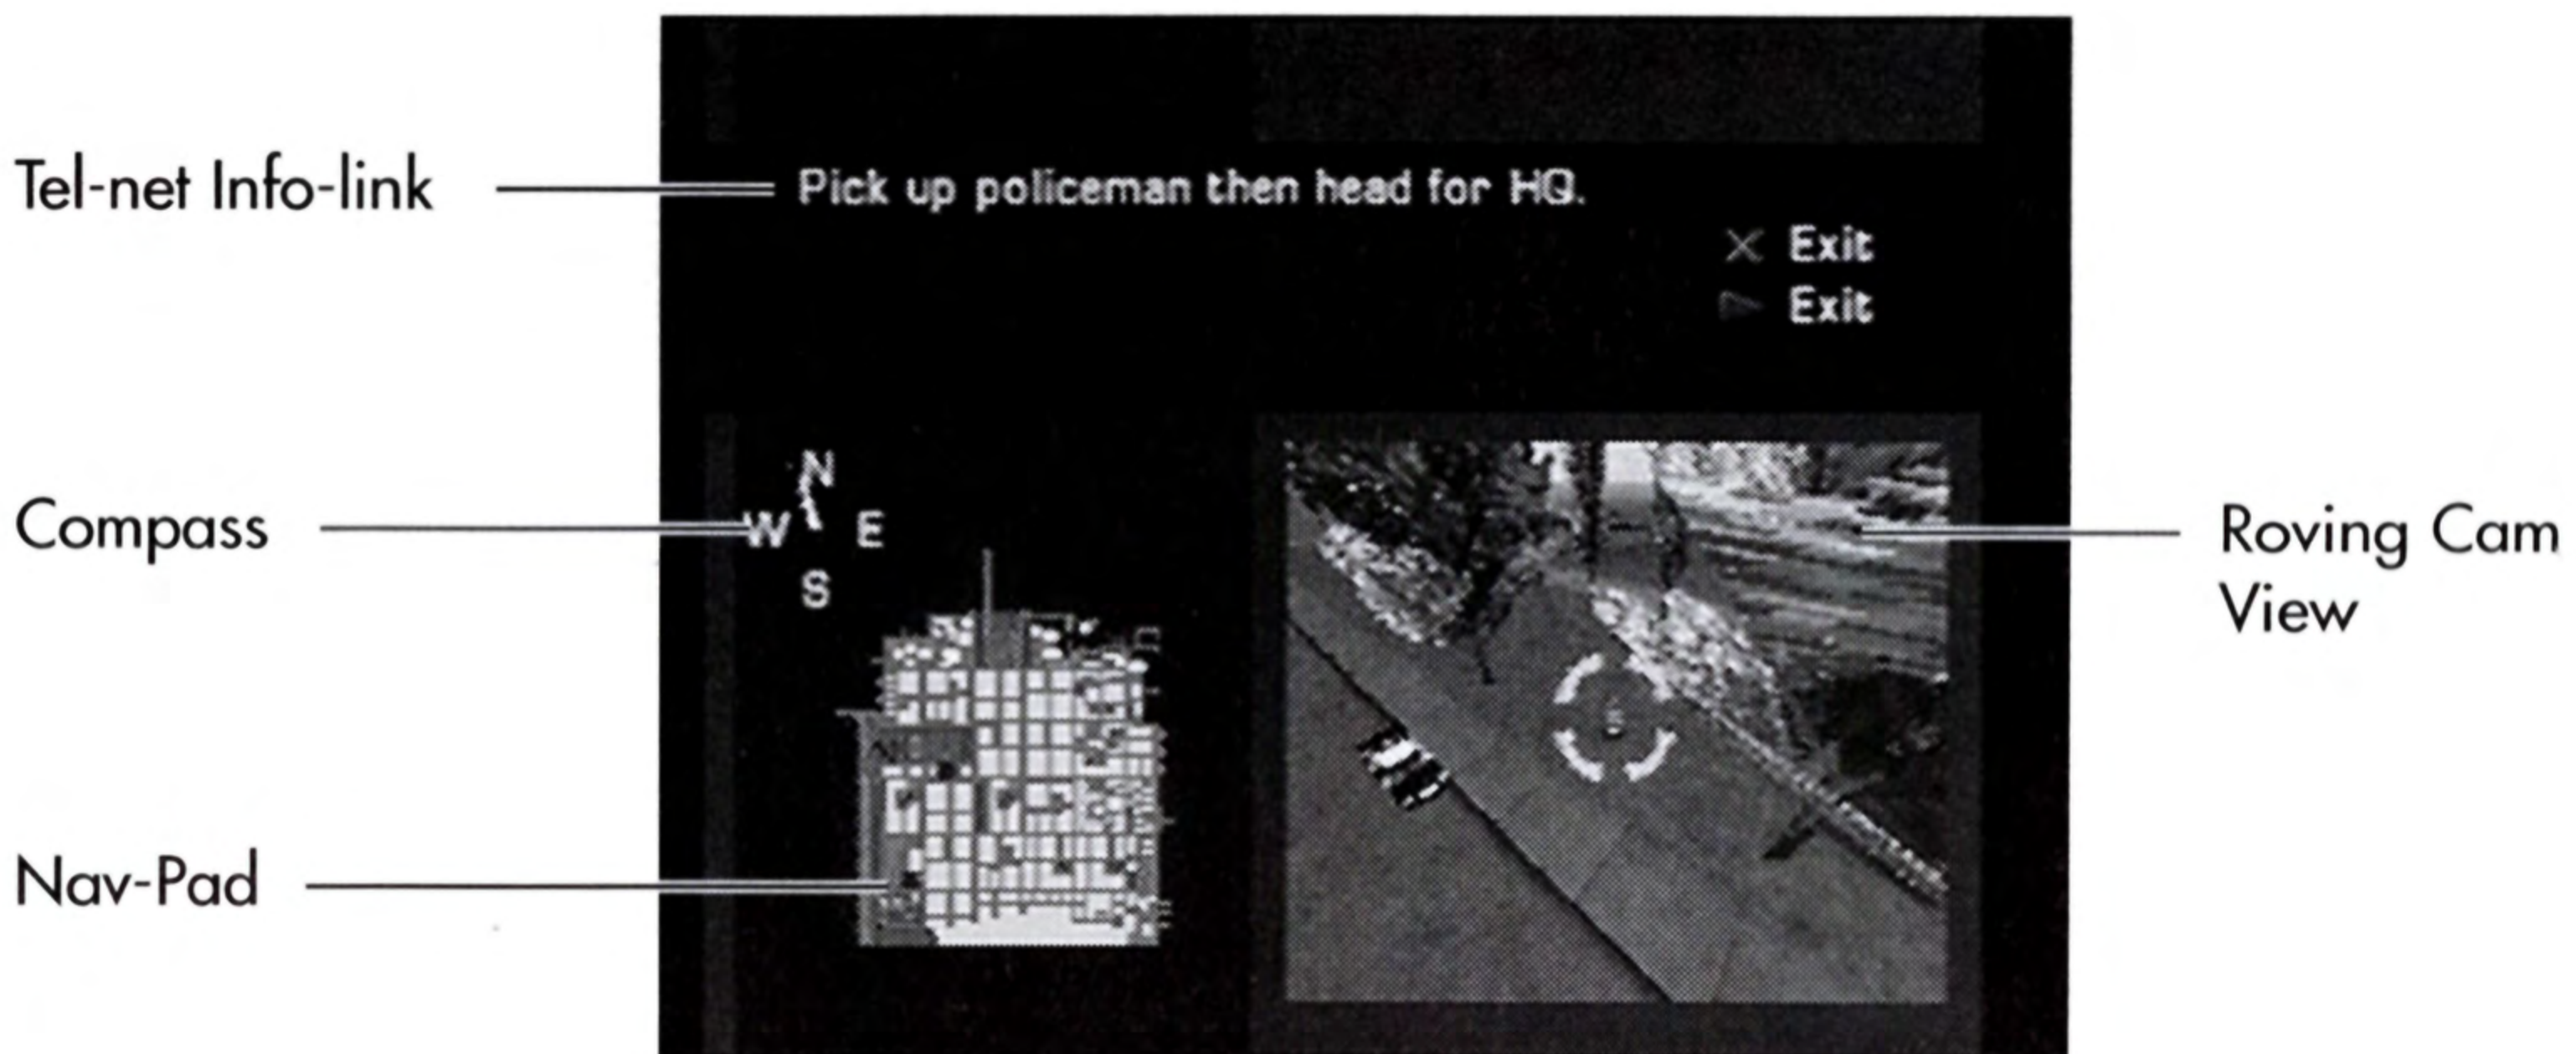 Tel-net Info-link
Pick up policeman then head for HQ.
Exit
Exit
Compass
N
W E
S
Nav-Pad
Roving Cam
View